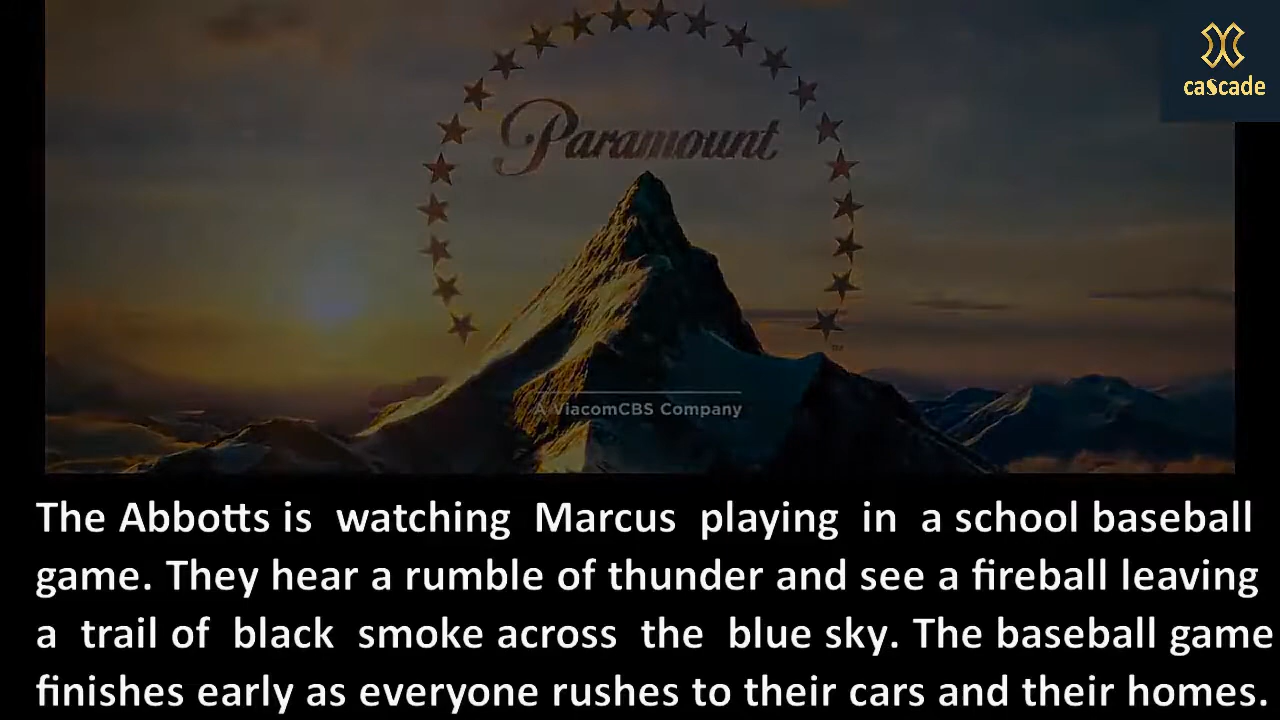 caScade
Paramount
TM
A ViacomCBS Company
The Abbotts is watching Marcus playing in a school baseball
game. They hear a rumble of thunder and see a fireball leaving
a trail of black smoke across the blue sky. The baseball game
finishes early as everyone rushes to their cars and their homes.